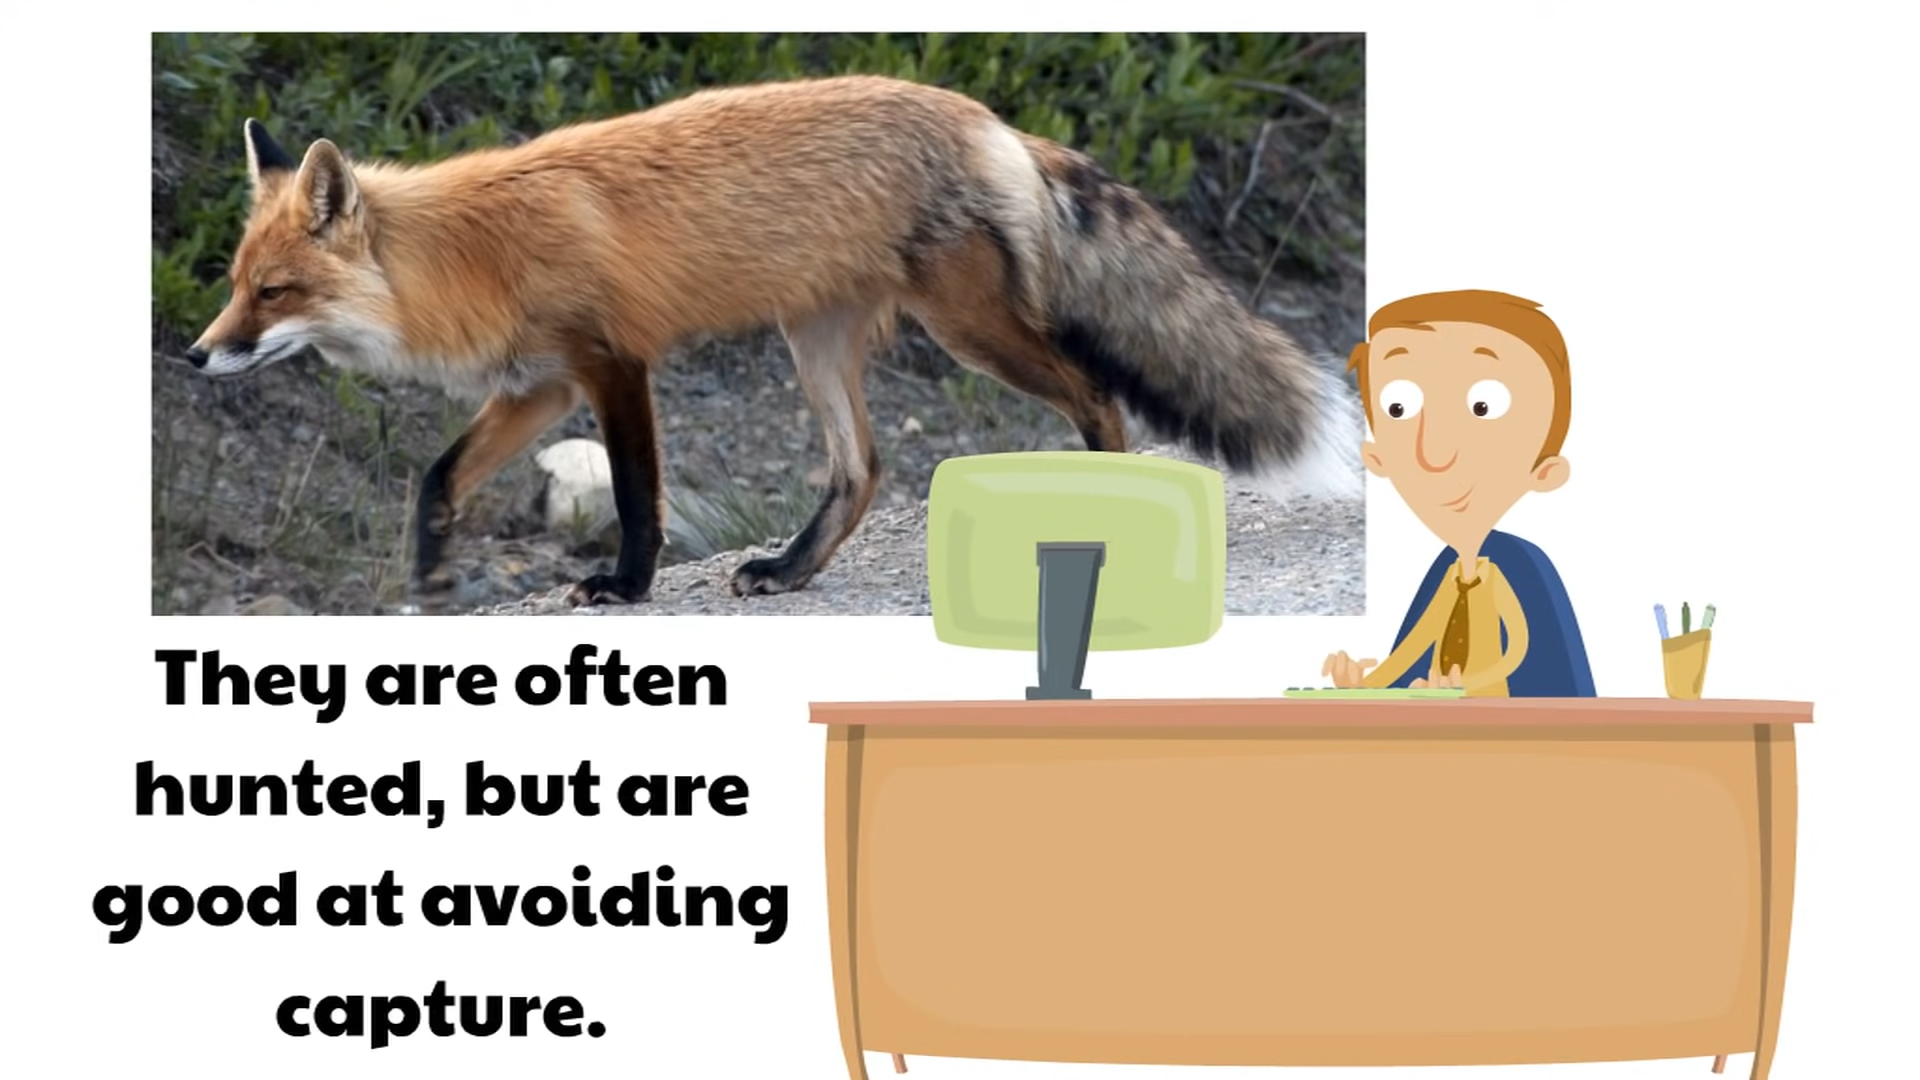 They are often
hunted, but are
good at avoiding
capture.